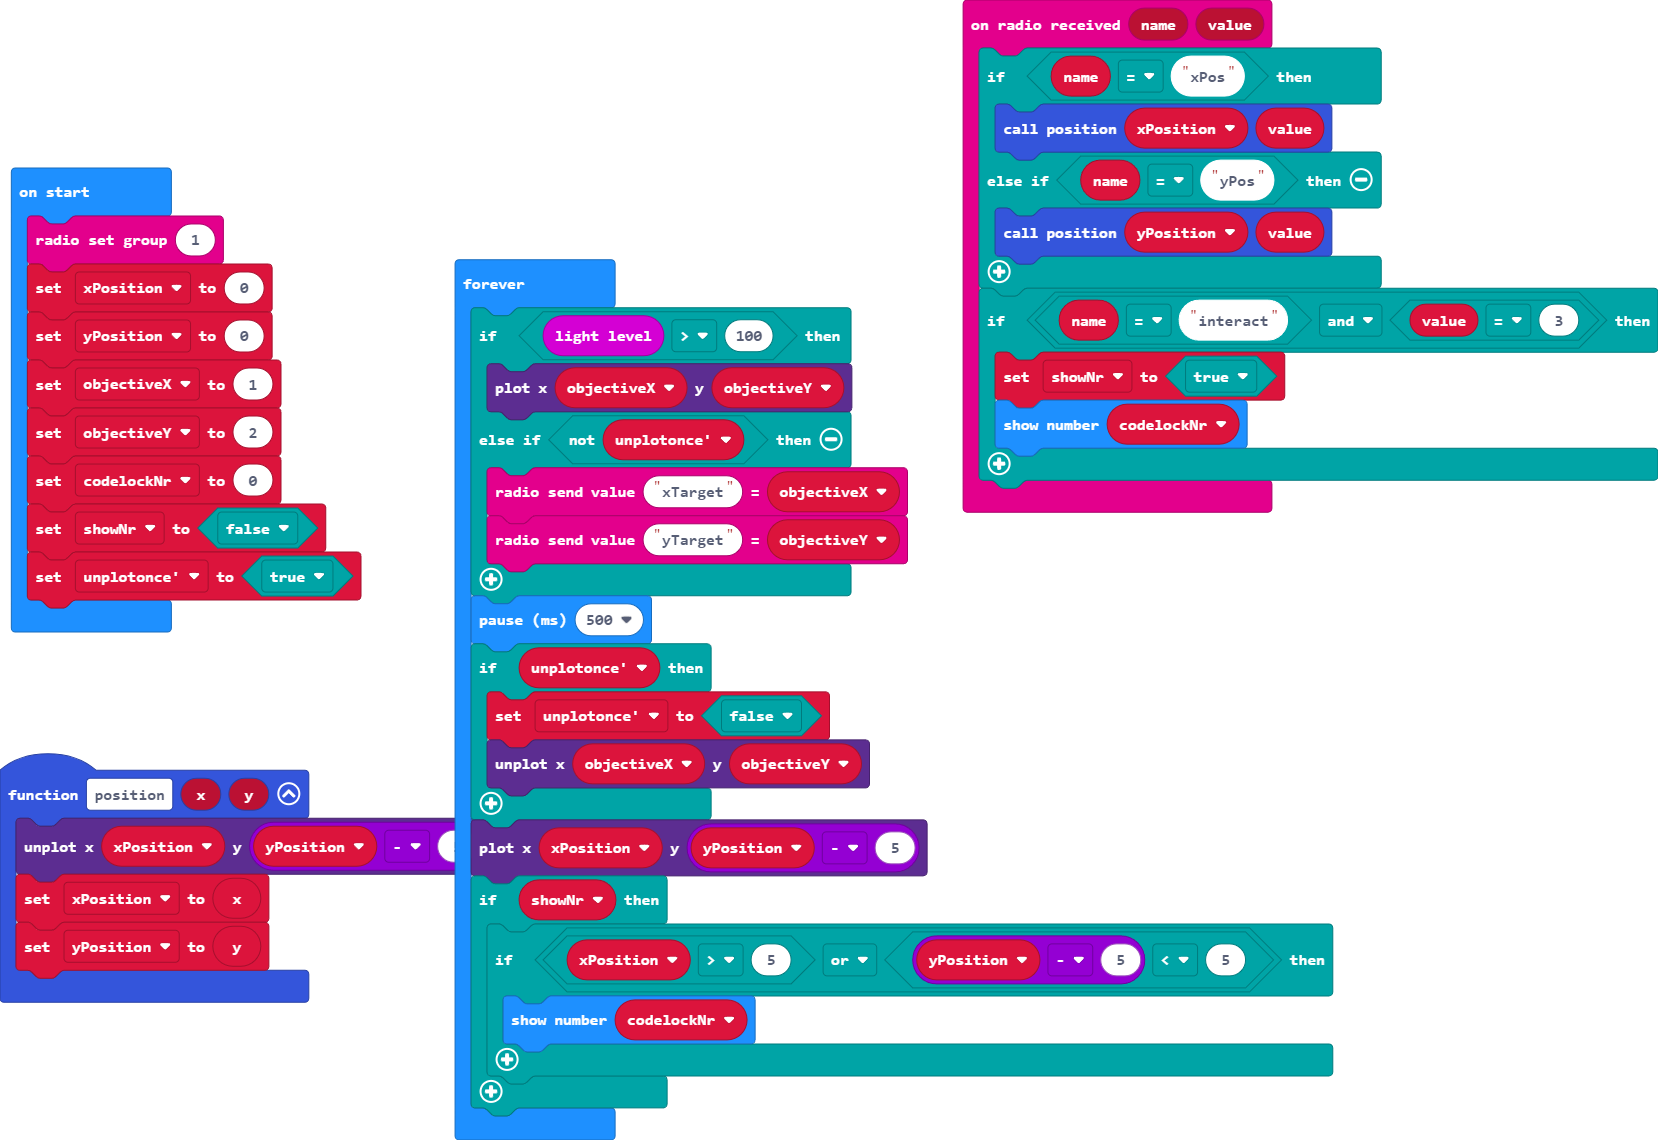 on start
radio set group 1
set xPosition to 0
set yPosition to 0
set objectiveX to 1
set objectiveY to 2
set codelockNr to 0
set showNr to false
set unplotonce' to true
function position x y
unplot x xPosition y yPosition -
set xPosition to x
set yPosition to y
forever
if light level > 100 then
plot x objectiveX y objectiveY
else if not unplotonce' then
radio send value "xTarget" = objectiveX
radio send value "yTarget" = objectiveY
pause (ms) 500
if unplotonce' then
set unplotonce' to false
unplot x objectiveX y objectiveY
plot x xPosition y yPosition - 5
if showNr then
if xPosition > 5 or yPosition - 5 < 5 then
show number codelockNr
on radio received name value
if name = "xPos" then
call position xPosition value
else if name = "yPos" then
call position yPosition value
if name = "interact" and value = 3 then
set showNr to true
show number codelockNr